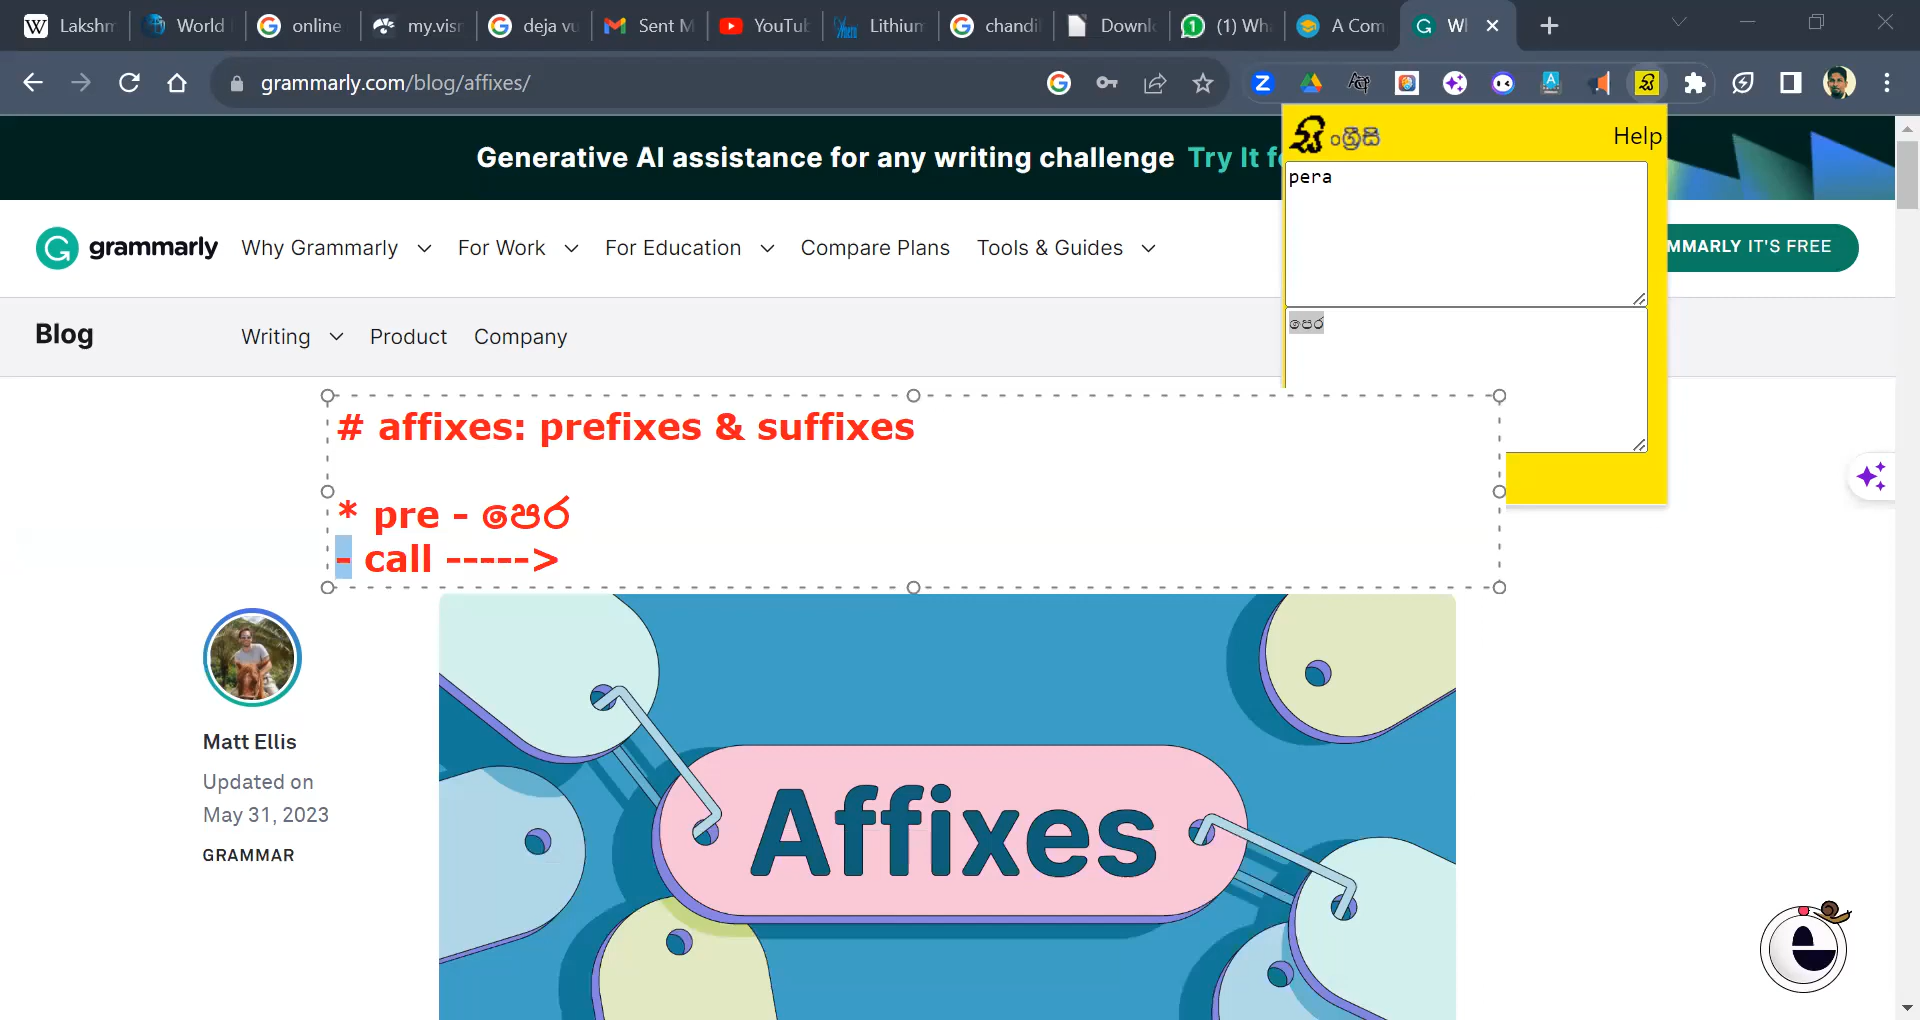 Lakshm World online my.visn deja vu Sent M YouTub Lithium chandi Downl (1) Wha A Com Wh
grammarly.com/blog/affixes/
Generative AI assistance for any writing challenge Try It f
සිංග්‍රීසි Help
pera
පෙර
grammarly Why Grammarly For Work For Education Compare Plans Tools & Guides MMARLY IT'S FREE
Blog Writing Product Company
# affixes: prefixes & suffixes
* pre - පෙර
- call ----->
Matt Ellis
Updated on
May 31, 2023
GRAMMAR
Affixes